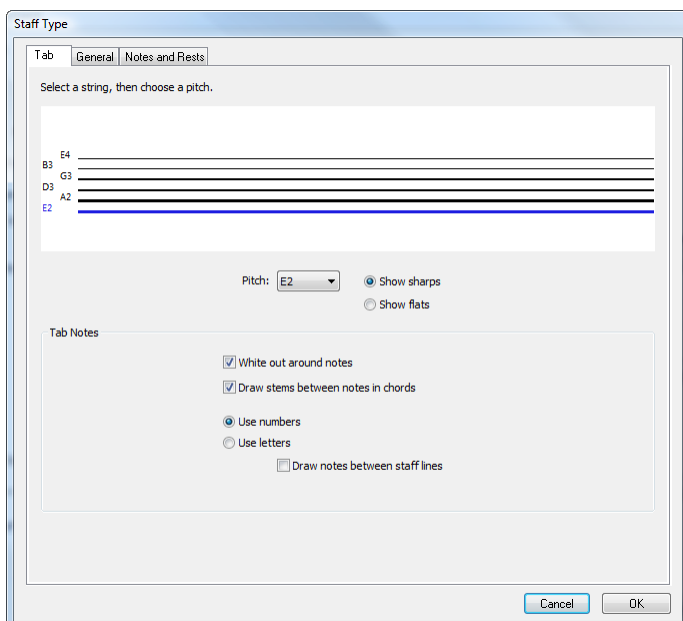 Staff Type
Tab General Notes and Rests
Select a string, then choose a pitch.
E4
B3
G3
D3
A2
E2
Pitch: E2 Show sharps
Show flats
Tab Notes
White out around notes
Draw stems between notes in chords
Use numbers
Use letters
Draw notes between staff lines
Cancel OK